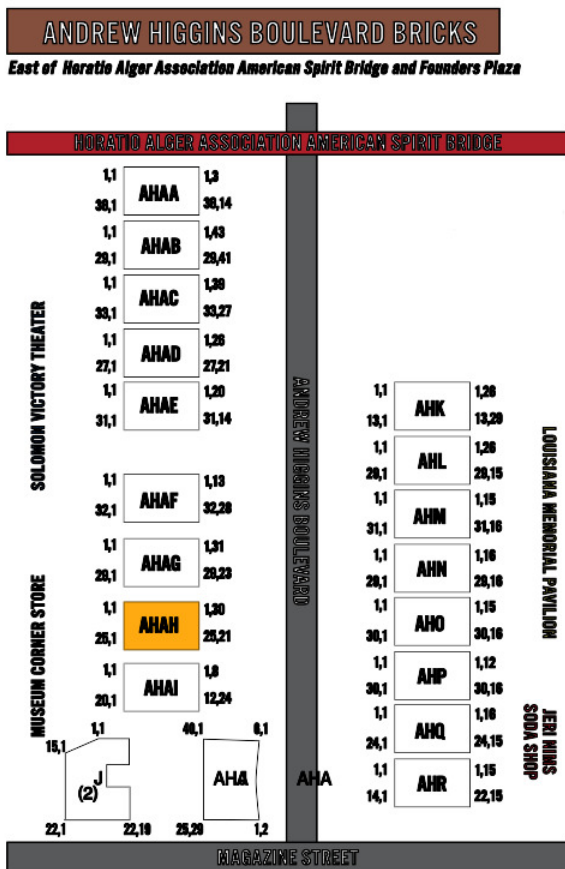 ANDREW HIGGINS BOULEVARD BRICKS
East of Horatio Alger Association American Spirit Bridge and Founders Plaza
HORATIO ALGER ASSOCIATION AMERICAN SPIRIT BRIDGE
1,1 AHAA 1,3
38,1 38,14
1,1 AHAB 1,43
29,1 29,41
1,1 AHAC 1,39
33,1 33,27
1,1 AHAD 1,26
27,1 27,21
1,1 AHAE 1,20
31,1 31,14
1,1 AHAF 1,13
32,1 32,28
1,1 AHAG 1,31
29,1 29,23
1,1 AHAH 1,30
25,1 25,21
1,1 AHAI 1,8
20,1 12,24
SOLOMON VICTORY THEATER
MUSEUM CORNER STORE
1,1
15,1
J
(2)
22,1 22,19
40,1 6,1
25,29 1,2
AHA
ANDREW HIGGINS BOULEVARD
1,1 AHK 1,26
13,1 13,29
1,1 AHL 1,26
29,1 29,15
1,1 AHM 1,15
31,1 31,16
1,1 AHN 1,16
29,1 29,16
1,1 AHO 1,15
30,1 30,16
1,1 AHP 1,12
30,1 30,16
1,1 AHQ 1,16
24,1 24,15
1,1 AHR 1,15
14,1 22,15
LOUISIANA MEMORIAL PAVILION
JERI NIMS
SODA SHOP
MAGAZINE STREET